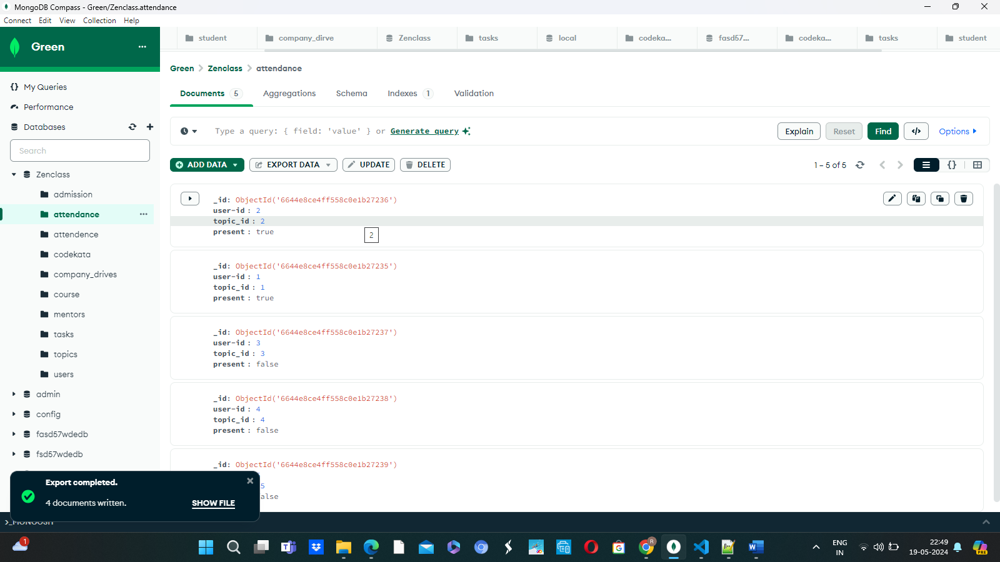 MongoDB Compass - Green/Zenclass.attendance
Connect Edit View Collection Help
Green ...
student company_dirve Zenclass tasks local codeka... fasd57... codeka... tasks student
Green > Zenclass > attendance
{} My Queries
Performance
Databases
Search
Zenclass
admission
attendance ...
attendence
codekata
company_drives
course
mentors
tasks
topics
users
admin
config
fasd57wdedb
fsd57wdedb
Documents 5 Aggregations Schema Indexes 1 Validation
Type a query: { field: 'value' } or Generate query
Explain Reset Find </> Options
ADD DATA EXPORT DATA UPDATE DELETE
1 – 5 of 5 {}
_id: ObjectId('6644e8ce4ff558c0e1b27236')
user-id : 2
topic_id : 2
present : true
2
_id: ObjectId('6644e8ce4ff558c0e1b27235')
user-id : 1
topic_id : 1
present : true
_id: ObjectId('6644e8ce4ff558c0e1b27237')
user-id : 3
topic_id : 3
present : false
_id: ObjectId('6644e8ce4ff558c0e1b27238')
user-id : 4
topic_id : 4
present : false
_id: ObjectId('6644e8ce4ff558c0e1b27239')
5
alse
Export completed.
4 documents written. SHOW FILE
>_MONGOSH
1
R
ENG
IN
22:49
19-05-2024
PRE